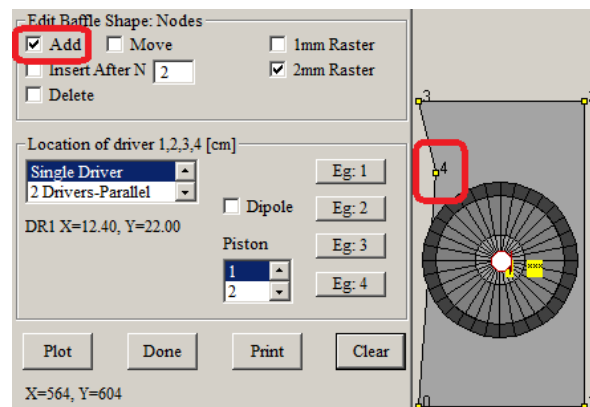 Edit Baffle Shape: Nodes
Add Move 1mm Raster
Insert After N 2 2mm Raster
Delete
Location of driver 1,2,3,4 [cm]
Single Driver
2 Drivers-Parallel
DR1 X=12.40, Y=22.00
Dipole
Piston
1
2
Eg: 1
Eg: 2
Eg: 3
Eg: 4
Plot Done Print Clear
X=564, Y=604
3
4
xxx
0